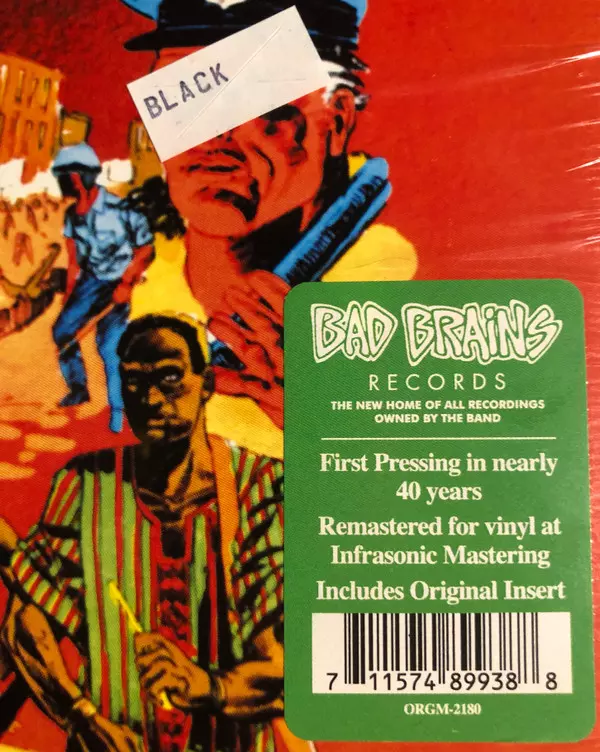 BLACK
BAD BRAINS
RECORDS
THE NEW HOME OF ALL RECORDINGS
OWNED BY THE BAND
First Pressing in nearly
40 years
Remastered for vinyl at
Infrasonic Mastering
Includes Original Insert
7 11574 89938 8
ORGM-2180